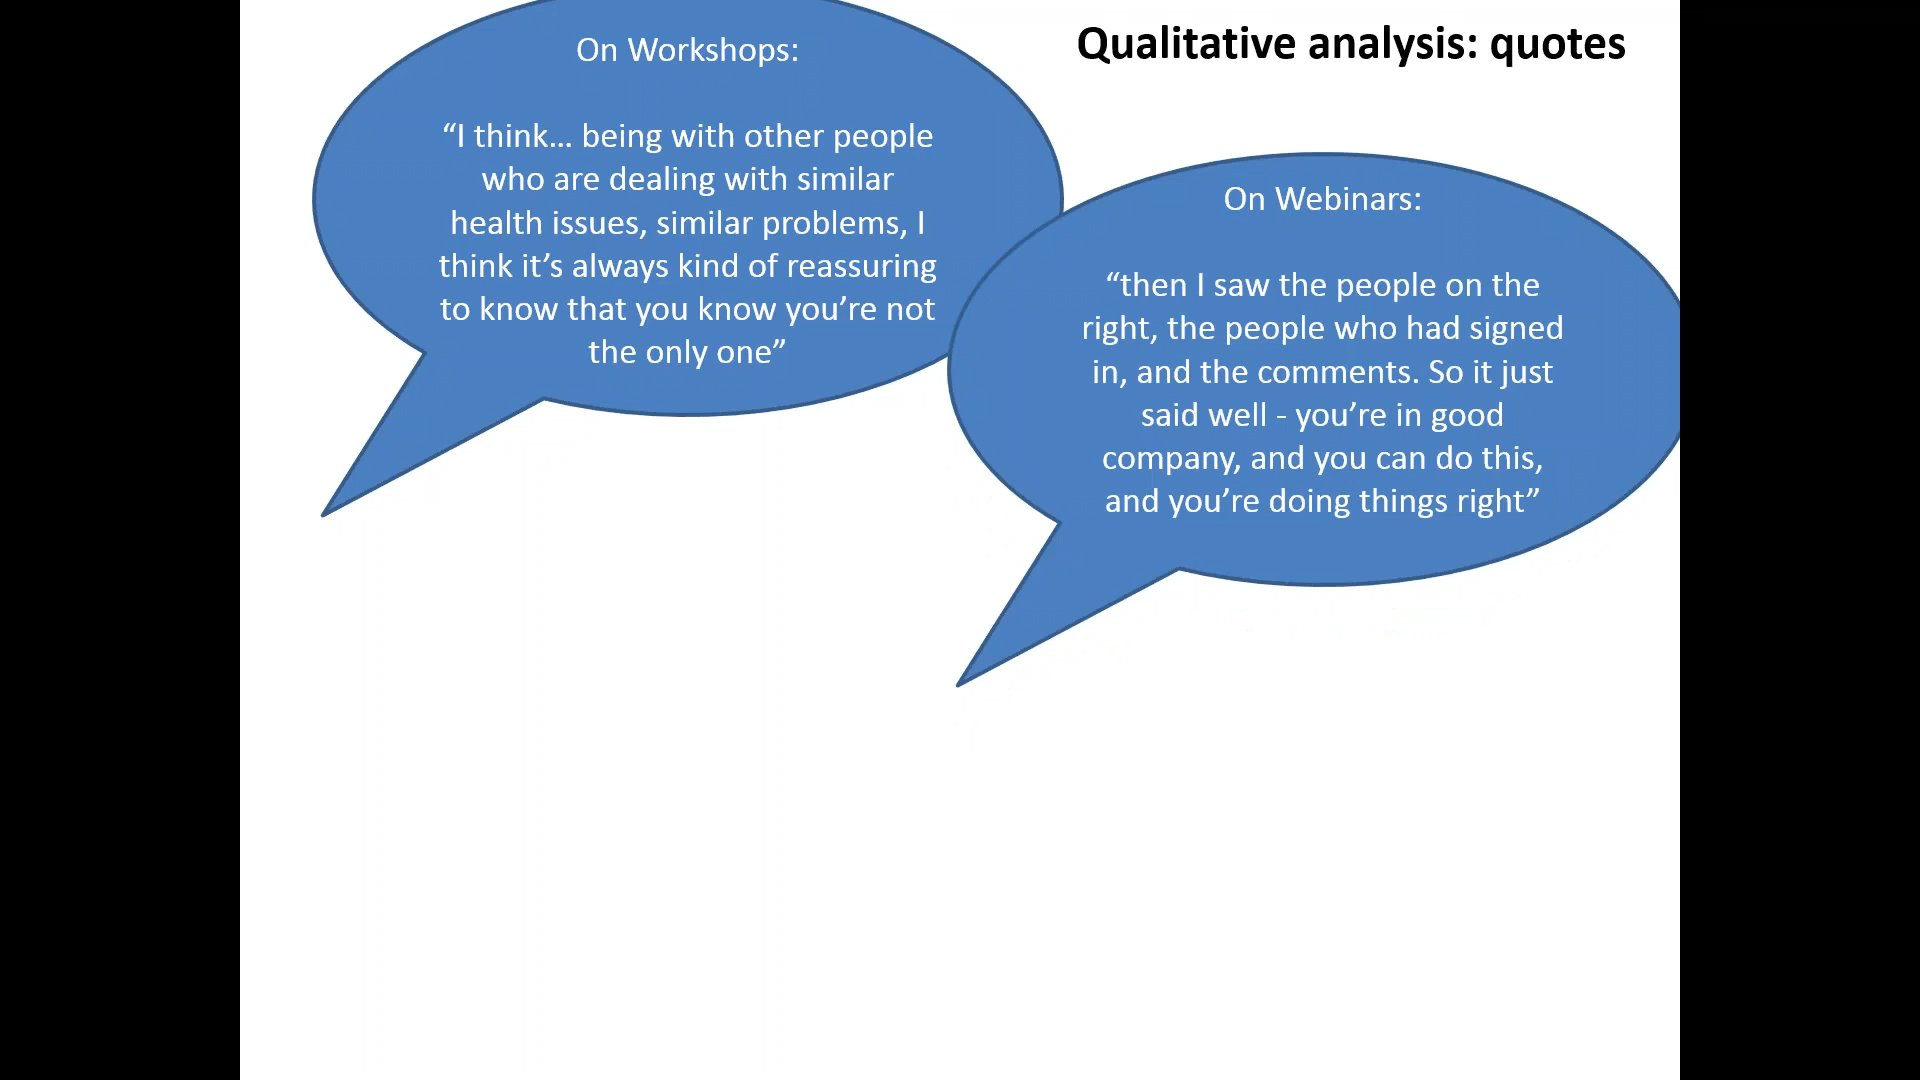 Qualitative analysis: quotes
On Workshops:
“I think... being with other people
who are dealing with similar
health issues, similar problems, I
think it’s always kind of reassuring
to know that you know you’re not
the only one”
On Webinars:
“then I saw the people on the
right, the people who had signed
in, and the comments. So it just
said well - you’re in good
company, and you can do this,
and you’re doing things right”